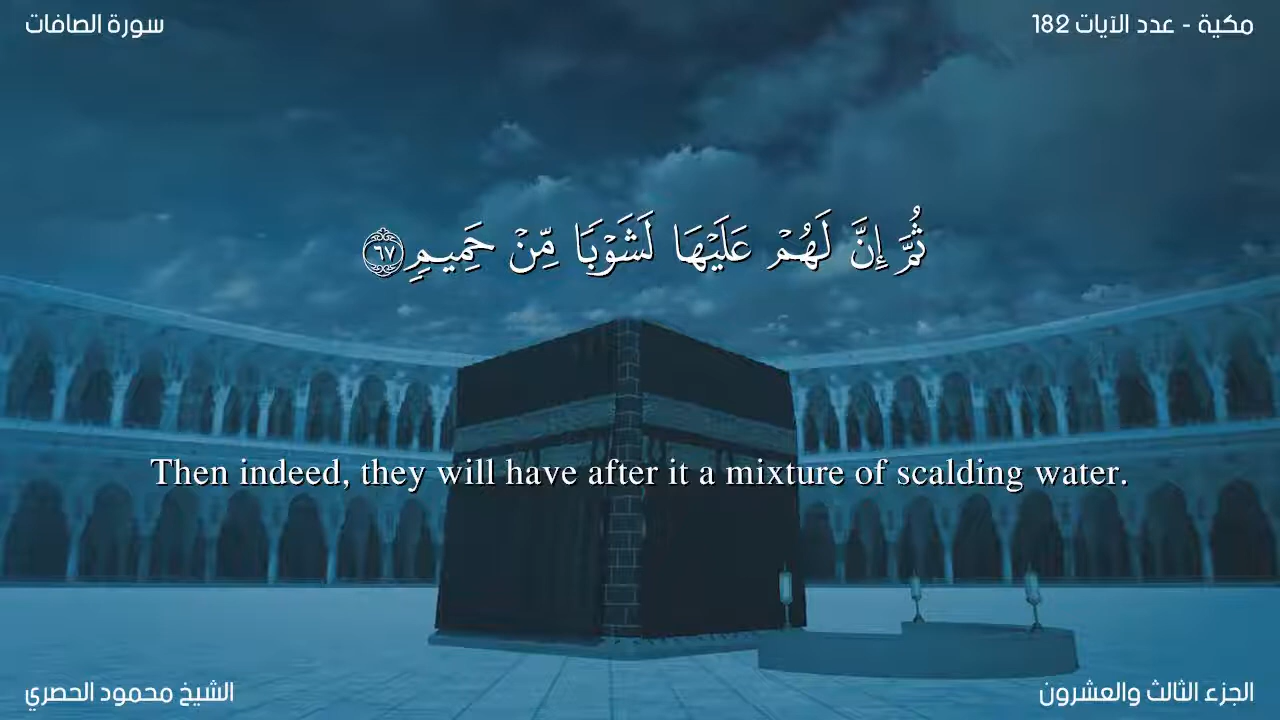 سورة الصافات
مكية - عدد الآيات 182
ثُمَّ إِنَّ لَهُمْ عَلَيْهَا لَشَوْبًا مِّنْ حَمِيمٍ ٦٧
Then indeed, they will have after it a mixture of scalding water.
الشيخ محمود الحصري
الجزء الثالث والعشرون